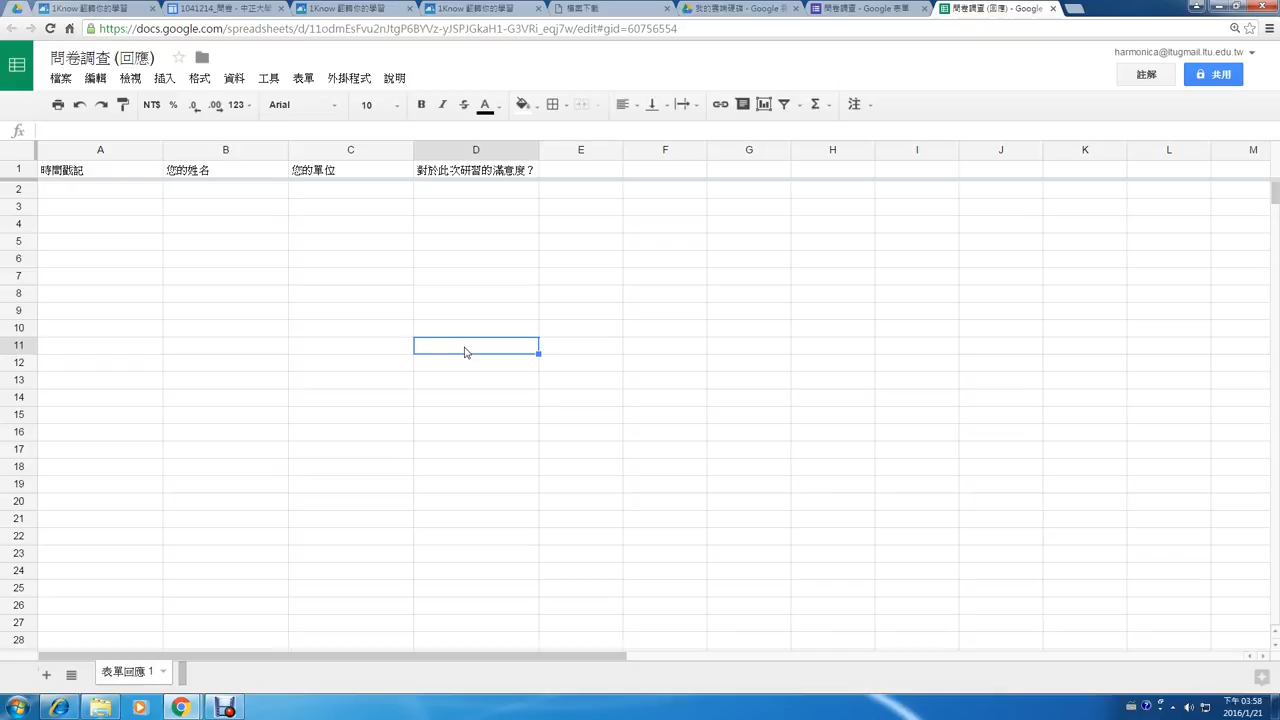 1Know 翻轉你的學習
1041214_問卷 - 中正大學
1Know 翻轉你的學習
1Know 翻轉你的學習
檔案下載
我的雲端硬碟 - Google
問卷調查 - Google 表單
問卷調查 (回應) - Google
https://docs.google.com/spreadsheets/d/11odmEsFvu2nJtgP6BYVz-yJSPJGkaH1-G3VRi_eqj7w/edit#gid=60756554
問卷調查 (回應)
harmonica@ltugmail.ltu.edu.tw
檔案 編輯 檢視 插入 格式 資料 工具 表單 外掛程式 說明
註解 共用
NT$ % .0 .00 123 Arial 10 B I S A Σ 注
fx
A B C D E F G H I J K L M
1 時間戳記 您的姓名 您的單位 對於此次研習的滿意度？
2
3
4
5
6
7
8
9
10
11
12
13
14
15
16
17
18
19
20
21
22
23
24
25
26
27
28
表單回應 1
下午 03:58
2016/1/21